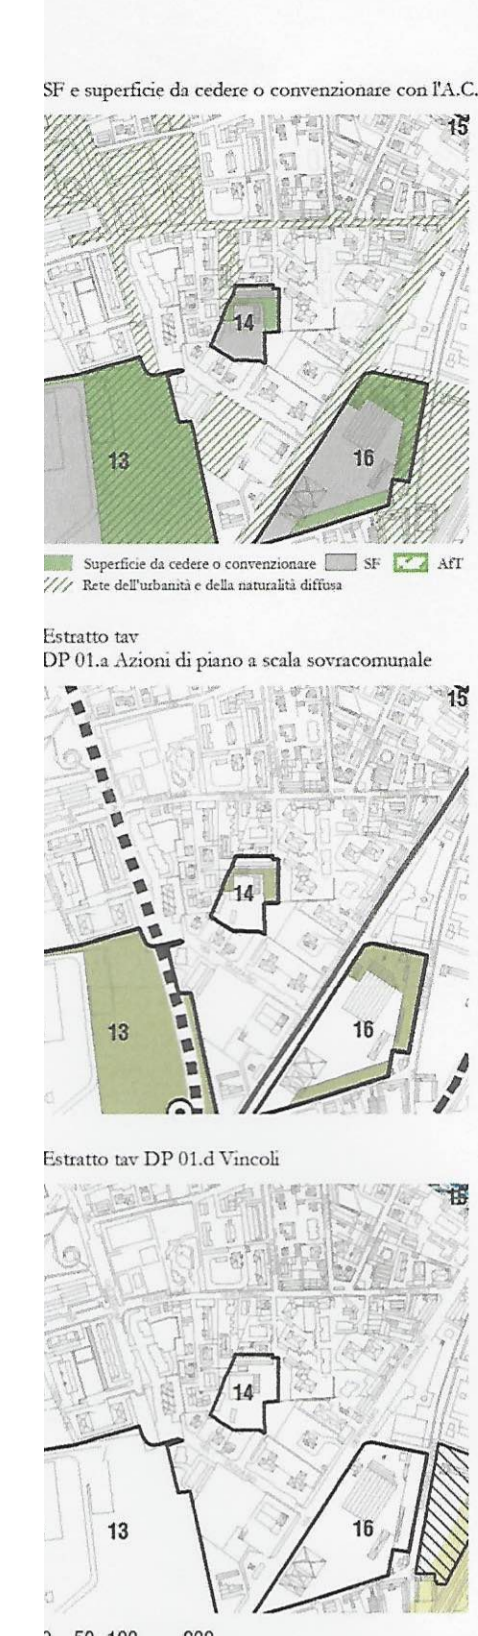 SF e superficie da cedere o convenzionare con l'A.C.
15
14
13
16
Superficie da cedere o convenzionare SF AfT
Rete dell'urbanità e della naturalità diffusa
Estratto tav
DP 01.a Azioni di piano a scala sovracomunale
15
14
13
16
Estratto tav DP 01.d Vincoli
14
13
16
50 100